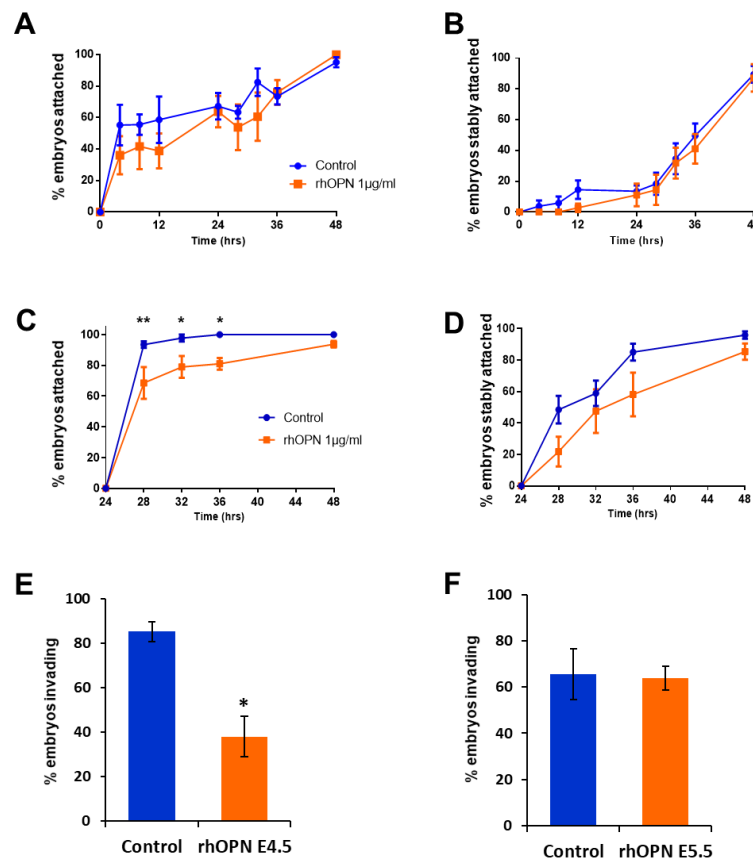 A
% embryos attached
100
80
60
40
20
0
0
12
24
36
48
Time (hrs)
Control
rhOPN 1µg/ml
B
% embryos stably attached
100
80
60
40
20
0
0
12
24
36
Time (hrs)
C
** * *
% embryos attached
100
80
60
40
20
0
24
28
32
36
40
44
48
Time (hrs)
Control
rhOPN 1µg/ml
D
% embryos stably attached
100
80
60
40
20
0
24
28
32
36
40
44
48
Time (hrs)
E
% embryos invading
100
80
60
40
20
0
*
Control
rhOPN E4.5
F
% embryos invading
100
80
60
40
20
0
Control
rhOPN E5.5